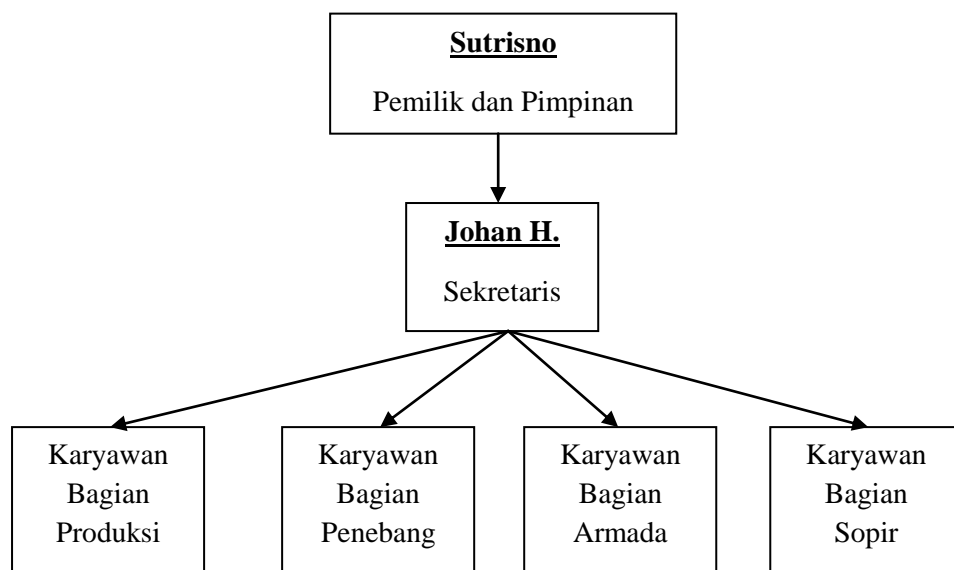 Sutrisno
Pemilik dan Pimpinan
Johan H.
Sekretaris
Karyawan
Bagian
Produksi
Karyawan
Bagian
Penebang
Karyawan
Bagian
Armada
Karyawan
Bagian
Sopir